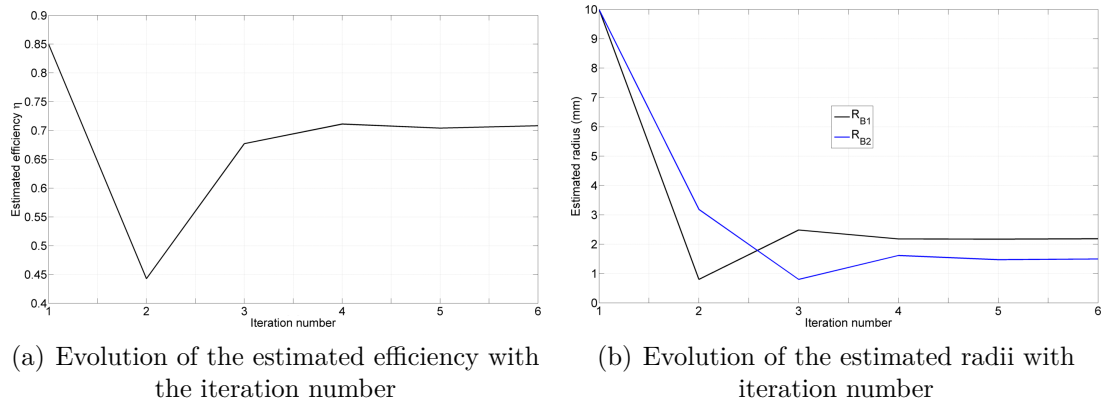 0.9
0.85
0.8
0.75
0.7
0.65
0.6
0.55
0.5
0.45
0.4
Estimated efficiency η
1 2 3 4 5 6
Iteration number
(a) Evolution of the estimated efficiency with
the iteration number
10
9
8
7
6
5
4
3
2
1
0
Estimated radius (mm)
R_B1
R_B2
1 2 3 4 5 6
Iteration number
(b) Evolution of the estimated radii with
iteration number